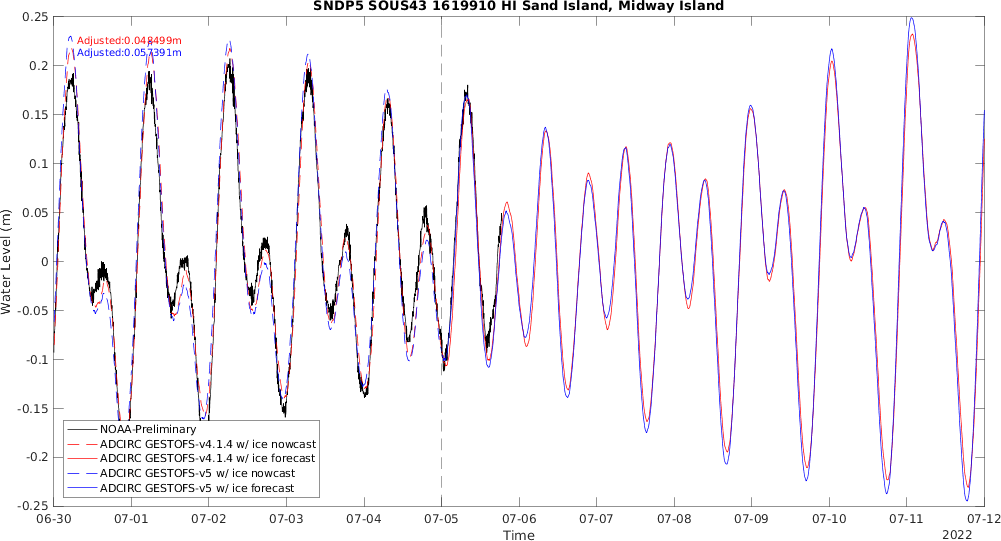 SNDP5 SOUS43 1619910 HI Sand Island, Midway Island
Adjusted:0.048499m
Adjusted:0.057391m
0.25
0.2
0.15
0.1
0.05
0
-0.05
-0.1
-0.15
-0.2
-0.25
Water Level (m)
NOAA-Preliminary
ADCIRC GESTOFS-v4.1.4 w/ ice nowcast
ADCIRC GESTOFS-v4.1.4 w/ ice forecast
ADCIRC GESTOFS-v5 w/ ice nowcast
ADCIRC GESTOFS-v5 w/ ice forecast
06-30 07-01 07-02 07-03 07-04 07-05 07-06 07-07 07-08 07-09 07-10 07-11 07-12
Time
2022